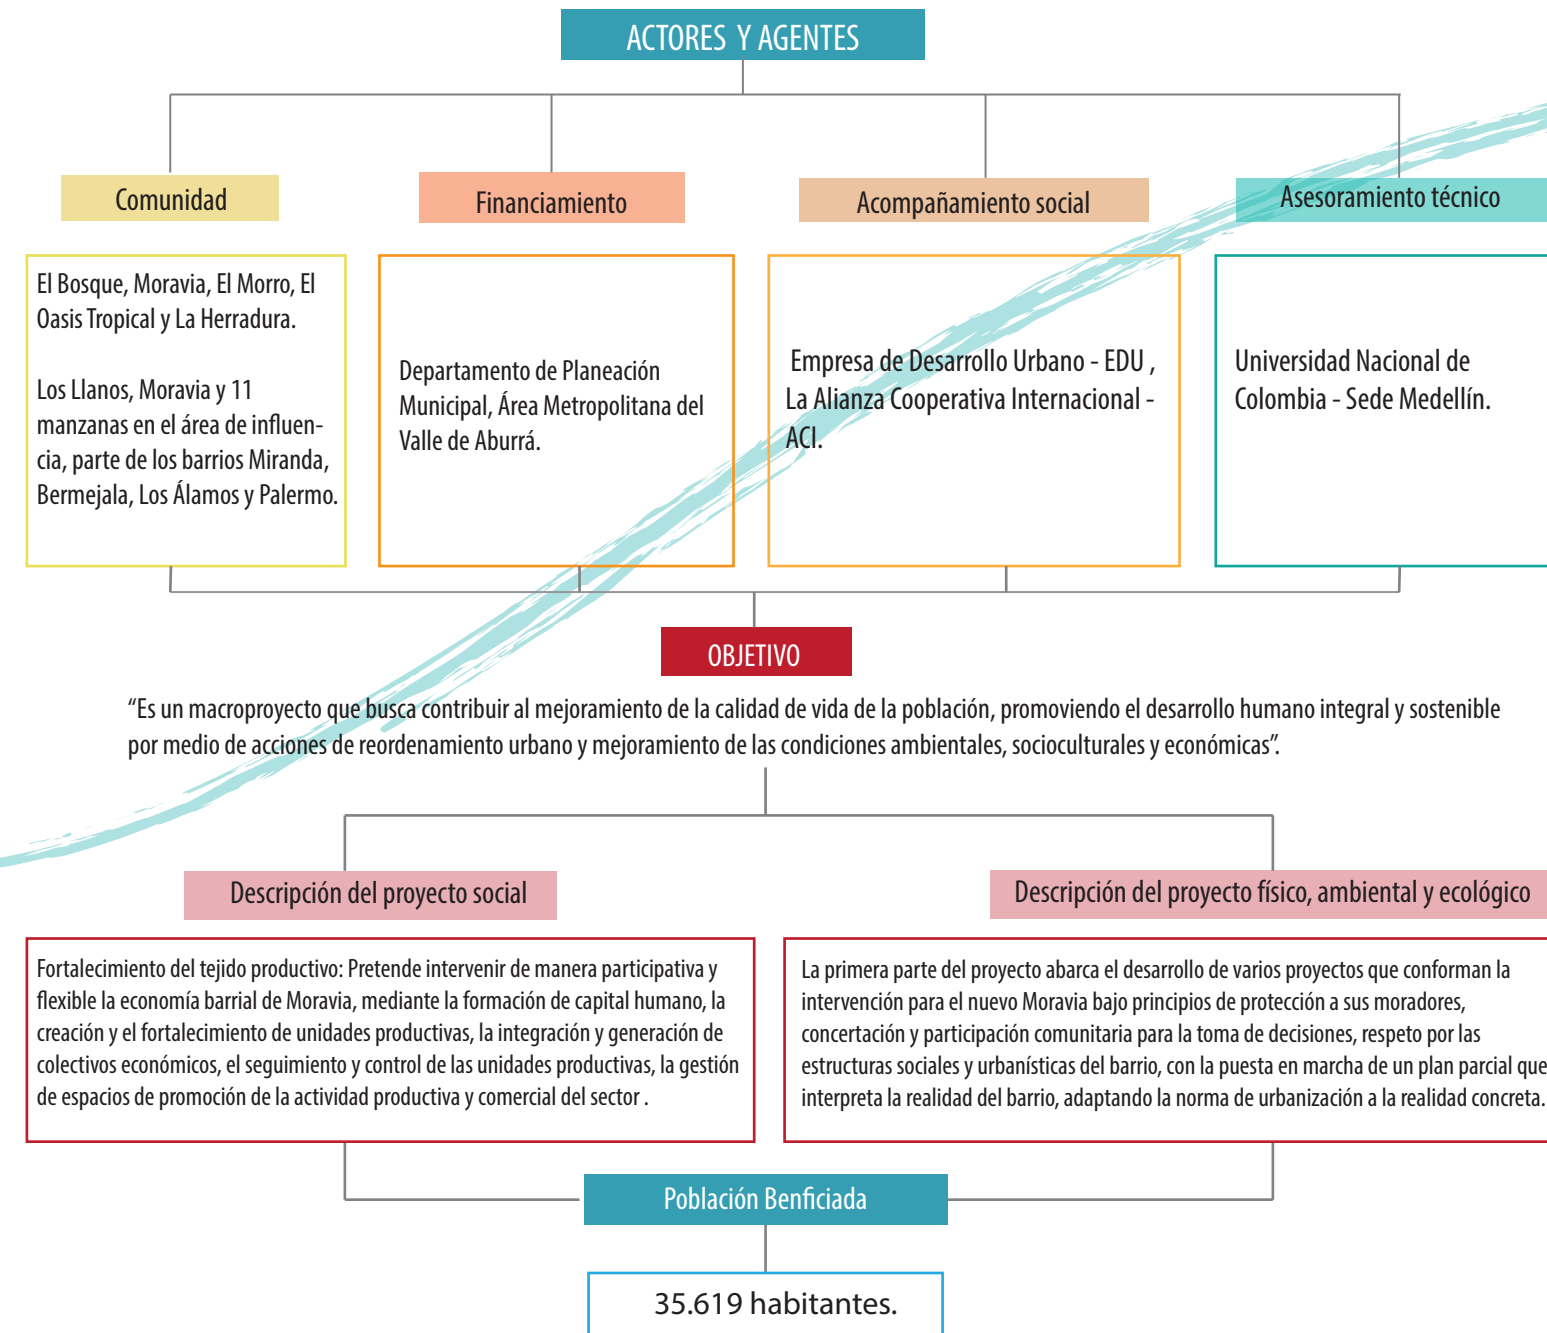 ACTORES Y AGENTES
Comunidad
El Bosque, Moravia, El Morro, El
Oasis Tropical y La Herradura.
Los Llanos, Moravia y 11
manzanas en el área de influen-
cia, parte de los barrios Miranda,
Bermejala, Los Álamos y Palermo.
Financiamiento
Departamento de Planeación
Municipal, Área Metropolitana del
Valle de Aburrá.
Acompañamiento social
Empresa de Desarrollo Urbano - EDU ,
La Alianza Cooperativa Internacional -
ACI.
Asesoramiento técnico
Universidad Nacional de
Colombia - Sede Medellín.
OBJETIVO
“Es un macroproyecto que busca contribuir al mejoramiento de la calidad de vida de la población, promoviendo el desarrollo humano integral y sostenible
por medio de acciones de reordenamiento urbano y mejoramiento de las condiciones ambientales, socioculturales y económicas”.
Descripción del proyecto social
Fortalecimiento del tejido productivo: Pretende intervenir de manera participativa y
flexible la economía barrial de Moravia, mediante la formación de capital humano, la
creación y el fortalecimiento de unidades productivas, la integración y generación de
colectivos económicos, el seguimiento y control de las unidades productivas, la gestión
de espacios de promoción de la actividad productiva y comercial del sector .
Descripción del proyecto físico, ambiental y ecológico
La primera parte del proyecto abarca el desarrollo de varios proyectos que conforman la
intervención para el nuevo Moravia bajo principios de protección a sus moradores,
concertación y participación comunitaria para la toma de decisiones, respeto por las
estructuras sociales y urbanísticas del barrio, con la puesta en marcha de un plan parcial que
interpreta la realidad del barrio, adaptando la norma de urbanización a la realidad concreta.
Población Benficiada
35.619 habitantes.